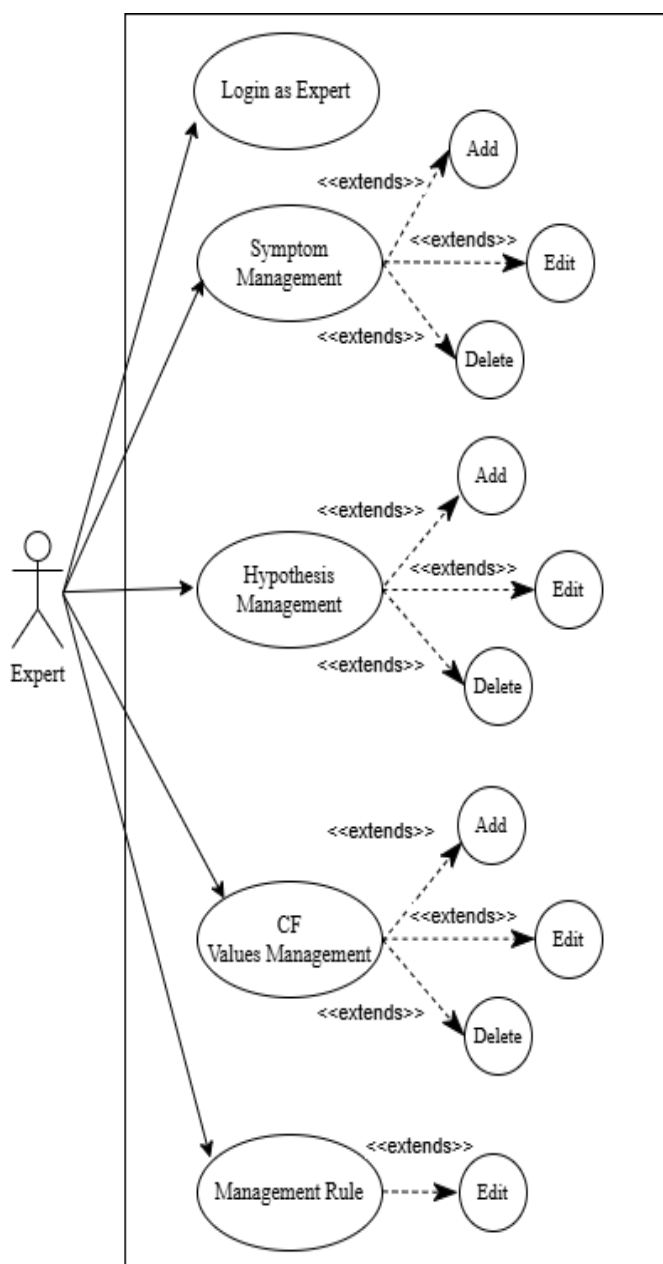 Login as Expert
Add
<<extends>>
Symptom
Management
<<extends>>
Edit
<<extends>>
Delete
Add
<<extends>>
Hypothesis
Management
<<extends>>
Edit
<<extends>>
Delete
Expert
Add
<<extends>>
CF
Values Management
<<extends>>
Edit
<<extends>>
Delete
<<extends>>
Management Rule
Edit